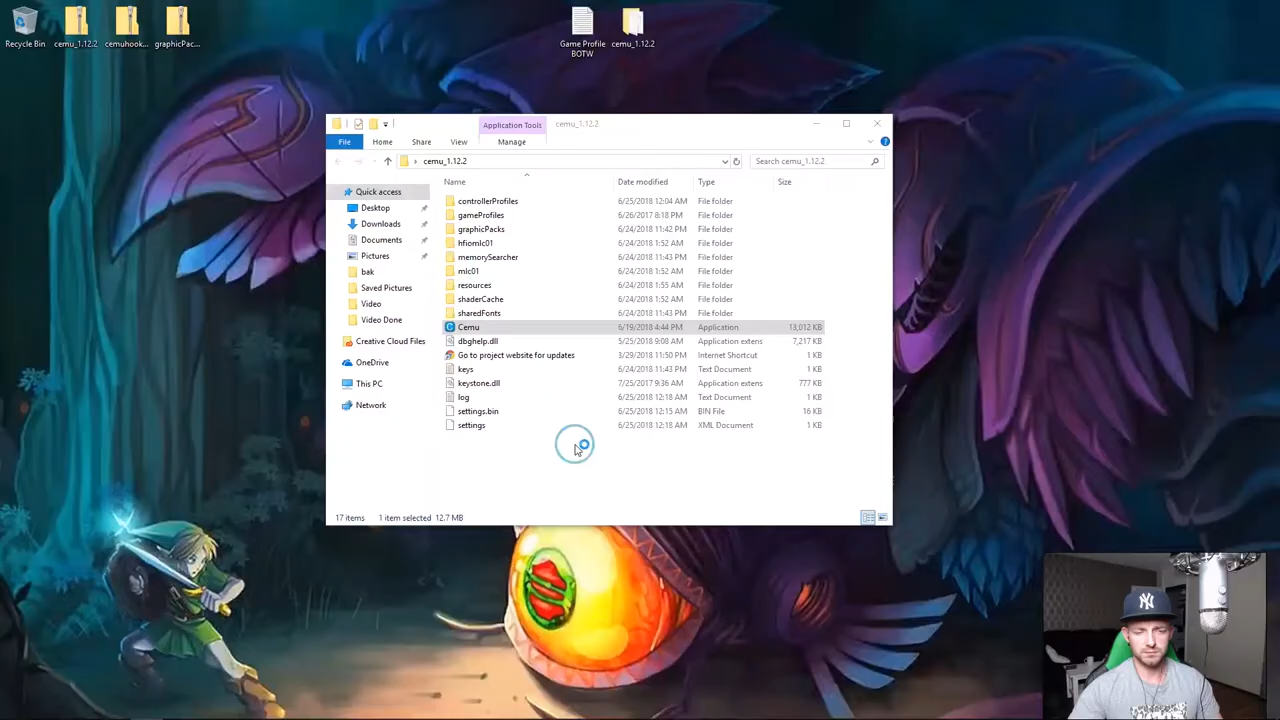 Recycle Bin
cemu_1.12.2
cemuhook...
graphicPac...
Game Profile
BOTW
cemu_1.12.2
Application Tools
cemu_1.12.2
File
Home
Share
View
Manage
cemu_1.12.2
Search cemu_1.12.2
Name
Date modified
Type
Size
Quick access
Desktop
Downloads
Documents
Pictures
bak
Saved Pictures
Video
Video Done
Creative Cloud Files
OneDrive
This PC
Network
controllerProfiles 6/25/2018 12:04 AM File folder
gameProfiles 6/26/2017 8:18 PM File folder
graphicPacks 6/24/2018 11:42 PM File folder
hfiomlc01 6/24/2018 1:52 AM File folder
memorySearcher 6/24/2018 11:43 PM File folder
mlc01 6/24/2018 1:52 AM File folder
resources 6/24/2018 1:55 AM File folder
shaderCache 6/24/2018 1:52 AM File folder
sharedFonts 6/24/2018 11:43 PM File folder
Cemu 6/19/2018 4:44 PM Application 13,012 KB
dbghelp.dll 5/25/2018 9:08 AM Application extens 7,217 KB
Go to project website for updates 3/29/2018 11:50 PM Internet Shortcut 1 KB
keys 6/24/2018 11:43 PM Text Document 1 KB
keystone.dll 7/25/2017 9:36 AM Application extens 777 KB
log 6/25/2018 12:18 AM Text Document 1 KB
settings.bin 6/25/2018 12:15 AM BIN File 16 KB
settings 6/25/2018 12:18 AM XML Document 1 KB
17 items 1 item selected 12.7 MB